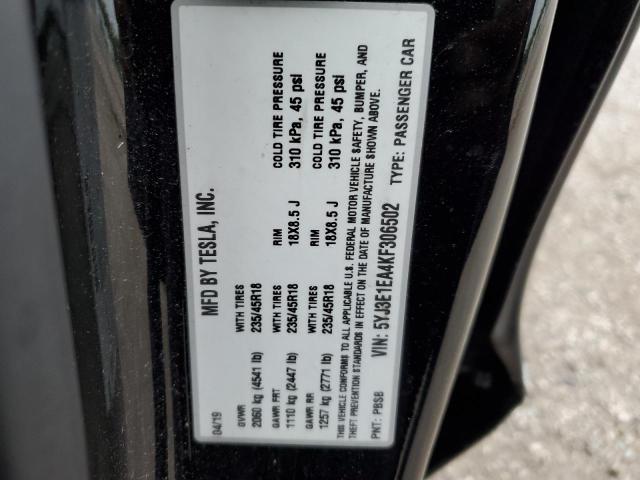 MFD BY TESLA, INC.
04/19
GVWR WITH TIRES RIM COLD TIRE PRESSURE
2060 kg (4541 lb) 235/45R18
GAWR FRT WITH TIRES RIM COLD TIRE PRESSURE
1110 kg (2447 lb) 235/45R18 18X8.5 J 310 kPa, 45 psi
GAWR RR WITH TIRES RIM COLD TIRE PRESSURE
1257 kg (2771 lb) 235/45R18 18X8.5 J 310 kPa, 45 psi
THIS VEHICLE CONFORMS TO ALL APPLICABLE U.S. FEDERAL MOTOR VEHICLE SAFETY, BUMPER, AND
THEFT PREVENTION STANDARDS IN EFFECT ON THE DATE OF MANUFACTURE SHOWN ABOVE.
PNT: PBSB VIN: 5YJ3E1EA4KF306502 TYPE: PASSENGER CAR